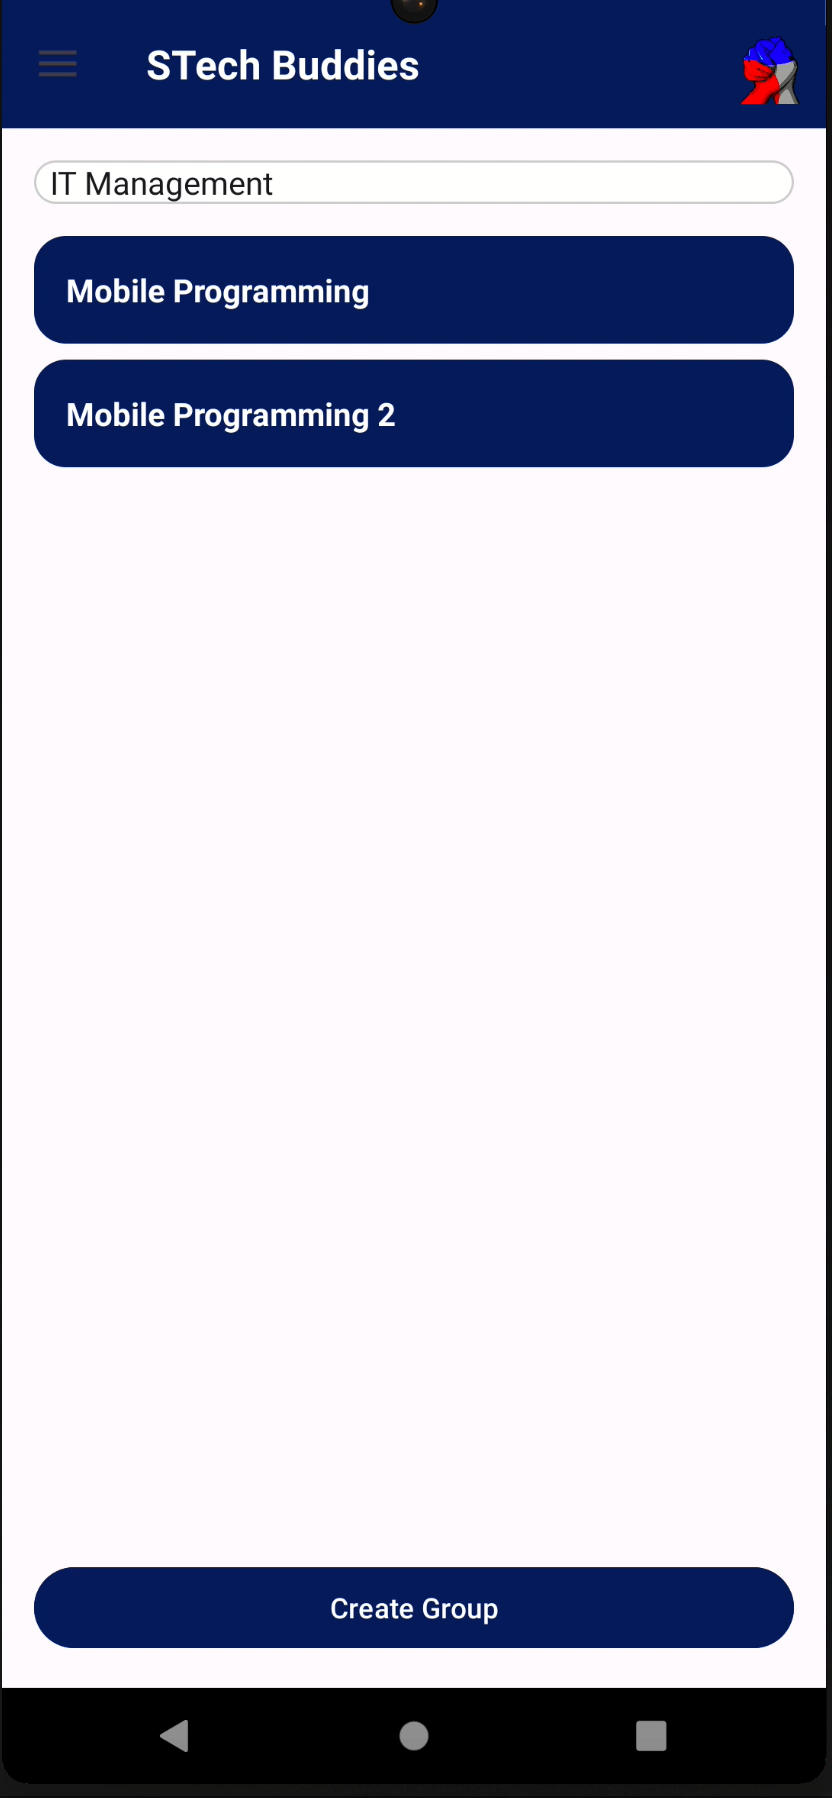 STech Buddies
IT Management
Mobile Programming
Mobile Programming 2
Create Group